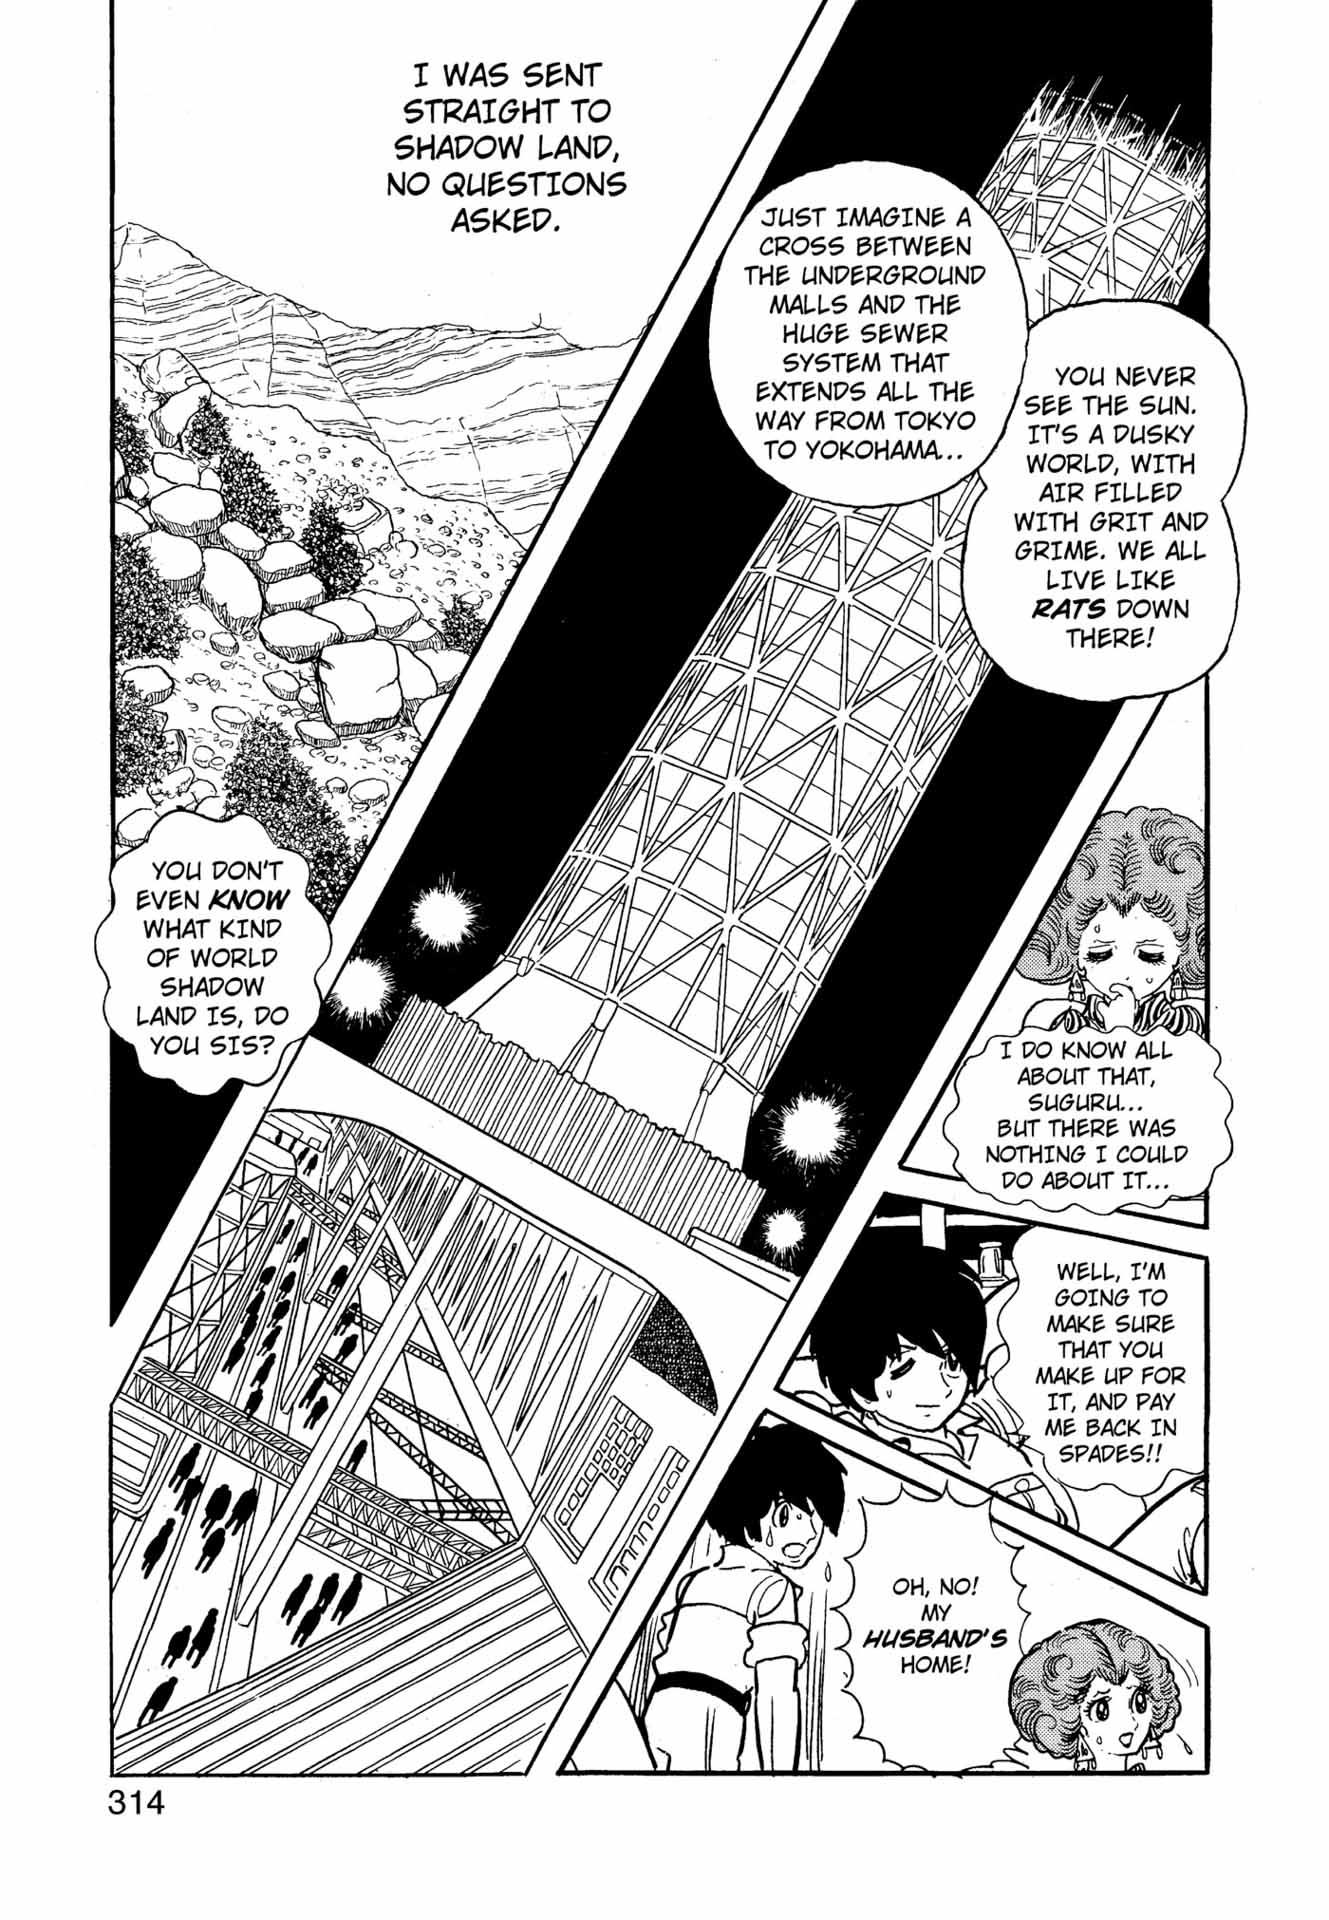 I WAS SENT
STRAIGHT TO
SHADOW LAND,
NO QUESTIONS
ASKED.
YOU DON'T
EVEN KNOW
WHAT KIND
OF WORLD
SHADOW
LAND IS, DO
YOU SIS?
JUST IMAGINE A
CROSS BETWEEN
THE UNDERGROUND
MALLS AND THE
HUGE SEWER
SYSTEM THAT
EXTENDS ALL THE
WAY FROM TOKYO
TO YOKOHAMA...
YOU NEVER
SEE THE SUN.
IT'S A DUSKY
WORLD, WITH
AIR FILLED
WITH GRIT AND
GRIME. WE ALL
LIVE LIKE
RATS DOWN
THERE!
I DO KNOW ALL
ABOUT THAT,
SUGURU...
BUT THERE WAS
NOTHING I COULD
DO ABOUT IT...
WELL, I'M
GOING TO
MAKE SURE
THAT YOU
MAKE UP FOR
IT, AND PAY
ME BACK IN
SPADES!!
OH, NO!
MY
HUSBAND'S
HOME!
314